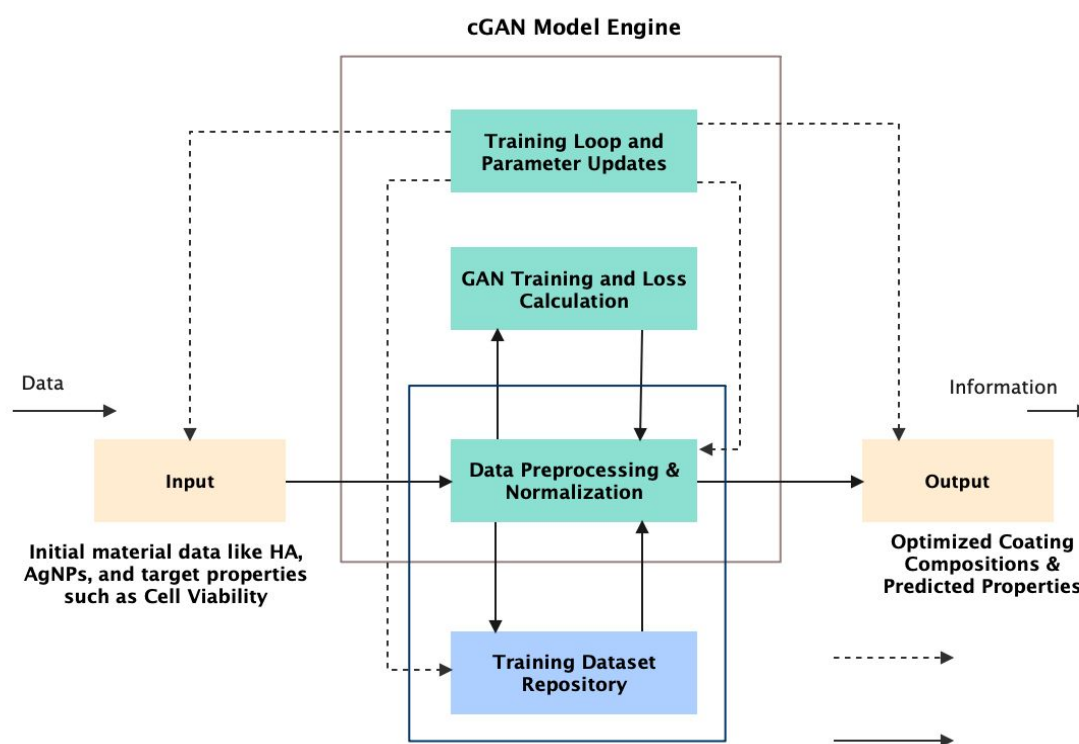 cGAN Model Engine
Training Loop and
Parameter Updates
GAN Training and Loss
Calculation
Data
Information
Input
Data Preprocessing &
Normalization
Output
Initial material data like HA,
AgNPs, and target properties
such as Cell Viability
Optimized Coating
Compositions &
Predicted Properties
Training Dataset
Repository